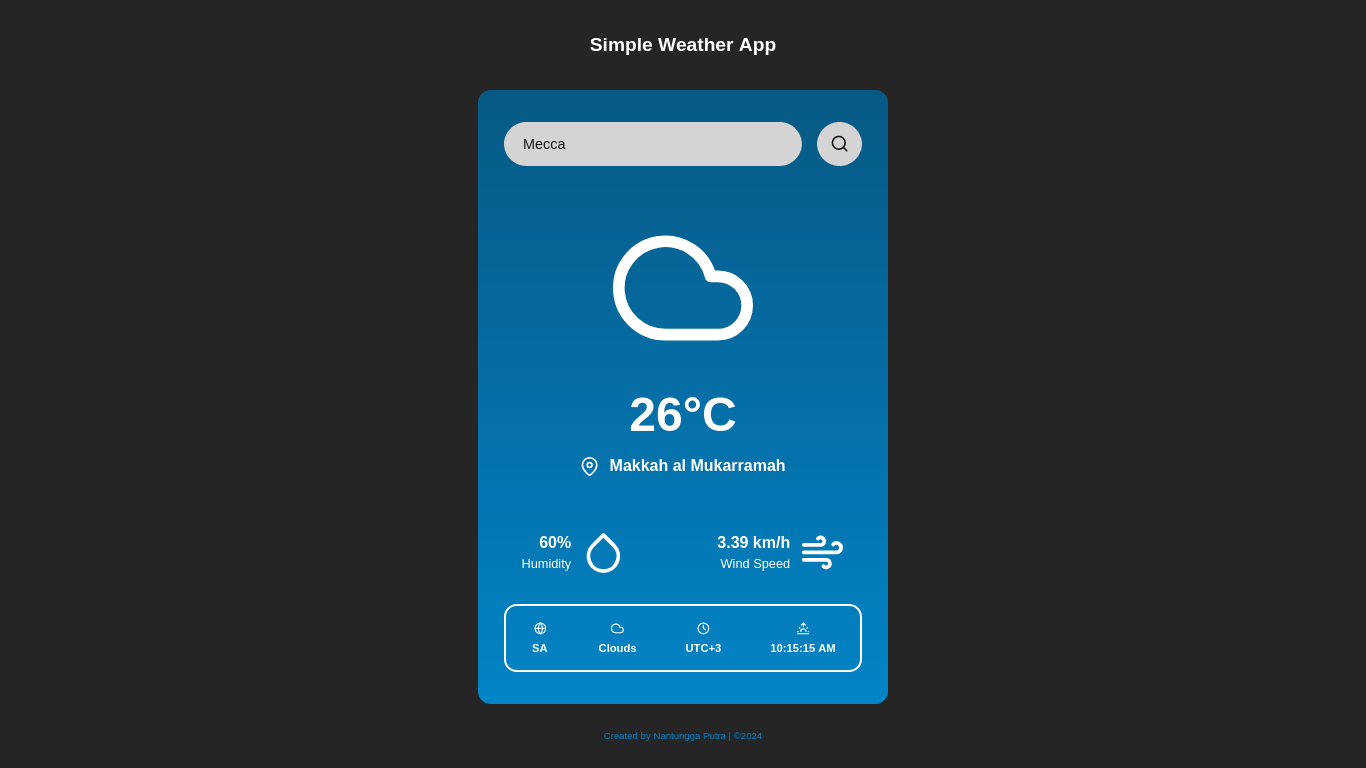 Simple Weather App
Mecca
26°C
Makkah al Mukarramah
60%
Humidity
3.39 km/h
Wind Speed
SA
Clouds
UTC+3
10:15:15 AM
Created by Nantungga Putra | ©2024